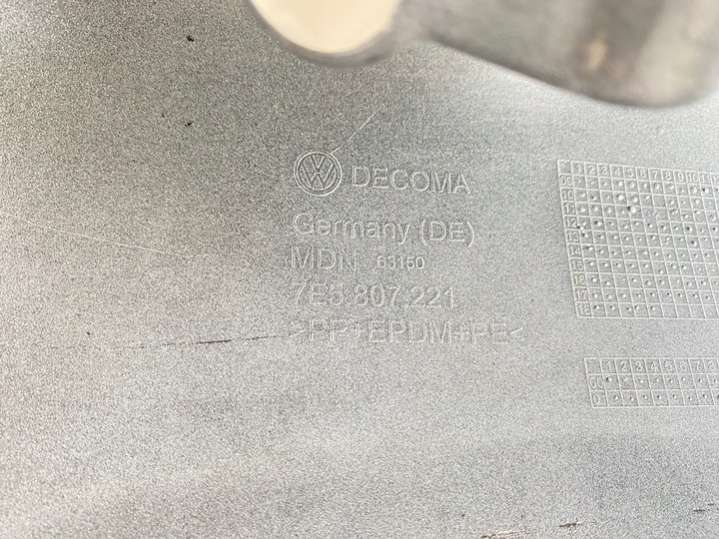 DECOMA
Germany (DE)
MDN 63150
7E5.807.221
>PP+EPDM+PE<